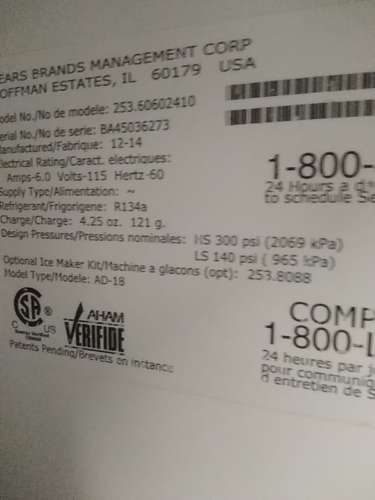 EARS BRANDS MANAGEMENT CORP
OFFMAN ESTATES, IL 60179 USA
odel No./No de modele: 253.60602410
erial No./No de serie: BA45036273
Manufactured/Fabrique: 12-14
Electrical Rating/Caract. electriques:
Amps-6.0 Volts-115 Hertz-60
Supply Type/Alimentation: ~
Refrigerant/Frigorigene: R134a
Charge/Charge: 4.25 oz. 121 g.
Design Pressures/Pressions nominales: HS 300 psi (2069 kPa)
LS 140 psi ( 965 kPa)
Optional Ice Maker Kit/Machine a glacons (opt): 253.8088
Model Type/Modele: AD-18
1-800-
24 Hours a d
to schedule Se
CSA ®
C US
AHAM
VERIFIDE
Patents Pending/Brevets en instance
COMP
1-800-L
24 heures par j
pour communiq
d entretien de S